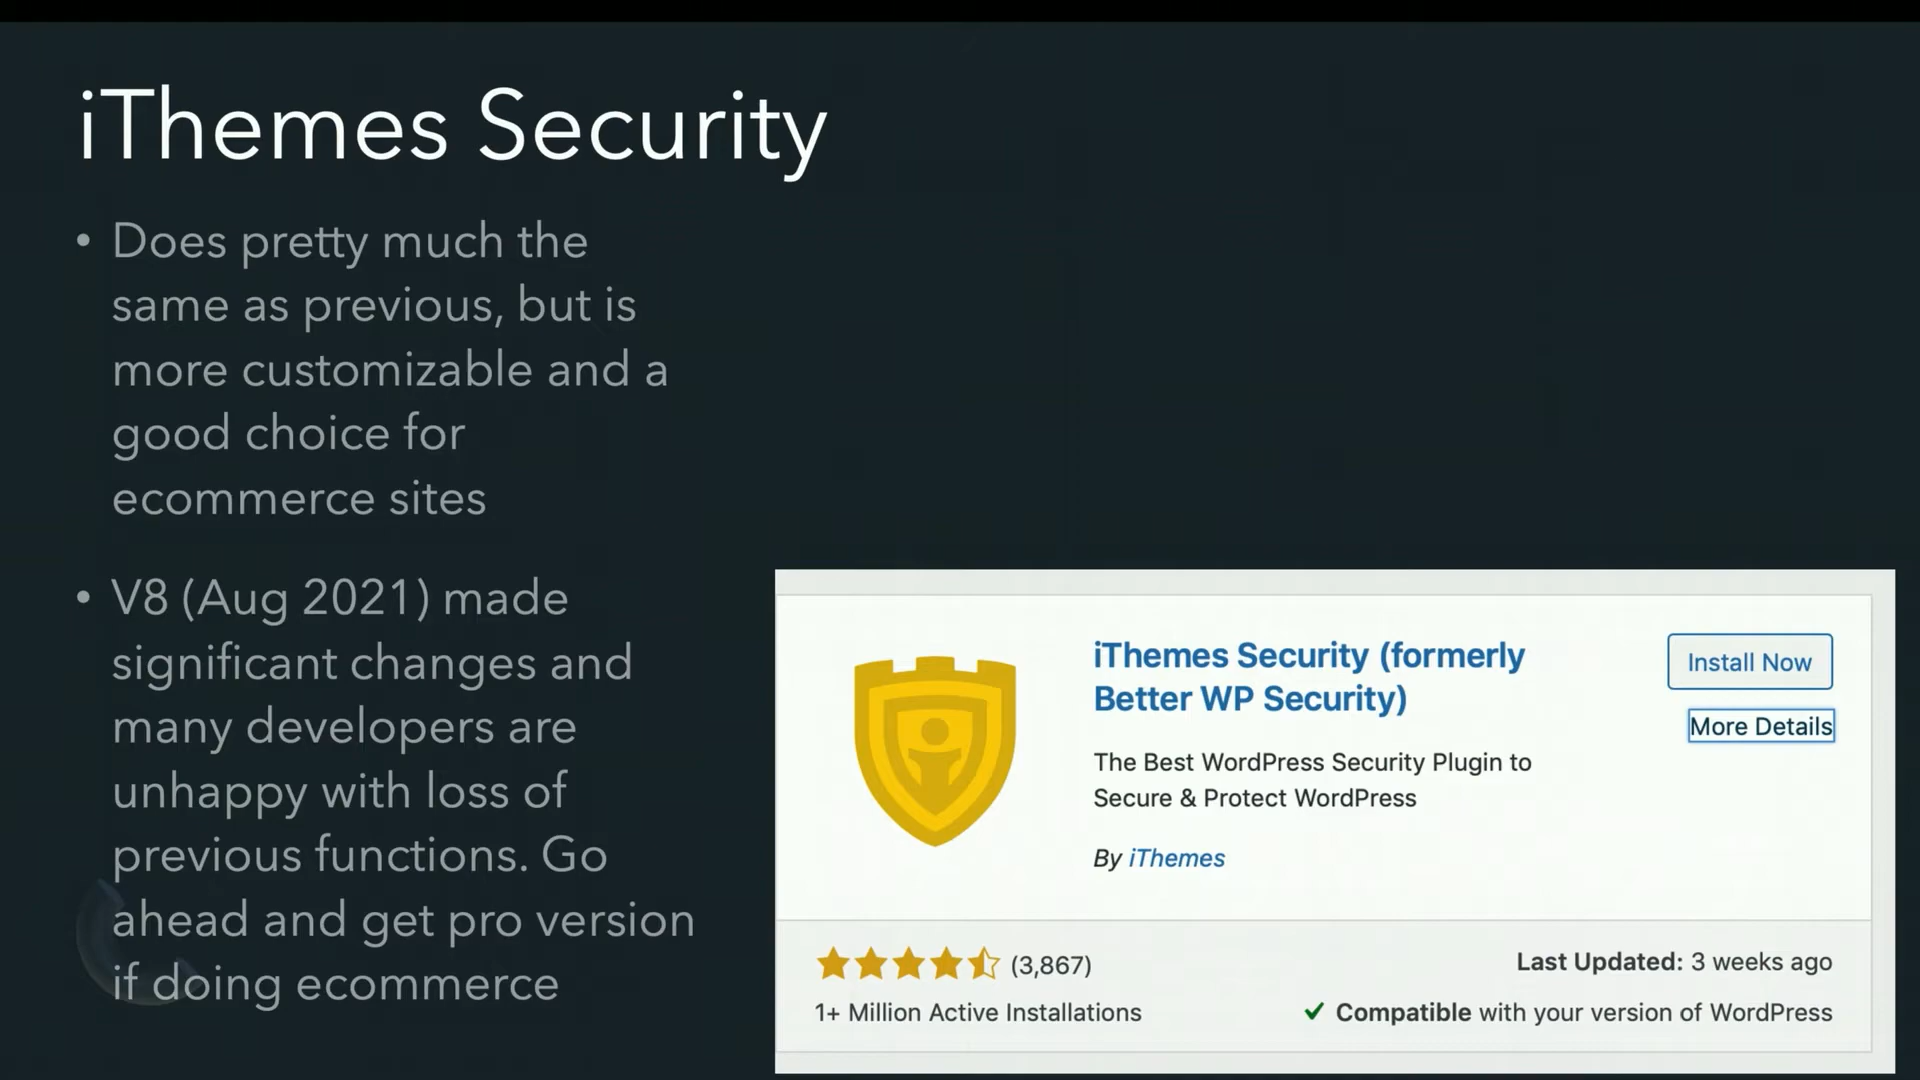 iThemes Security
• Does pretty much the
same as previous, but is
more customizable and a
good choice for
ecommerce sites
• V8 (Aug 2021) made
significant changes and
many developers are
unhappy with loss of
previous functions. Go
ahead and get pro version
if doing ecommerce
iThemes Security (formerly
Better WP Security)
Install Now
More Details
The Best WordPress Security Plugin to
Secure & Protect WordPress
By iThemes
(3,867)
Last Updated: 3 weeks ago
1+ Million Active Installations
Compatible with your version of WordPress